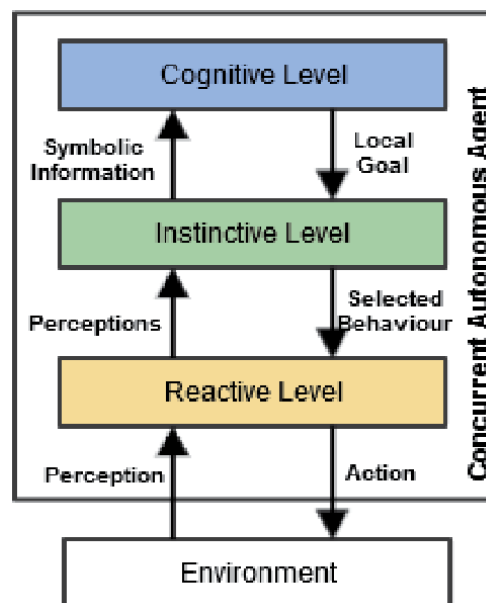 Cognitive Level
Symbolic
Information
Local
Goal
Instinctive Level
Perceptions
Selected
Behaviour
Reactive Level
Perception
Action
Environment
Concurrent Autonomous Agent